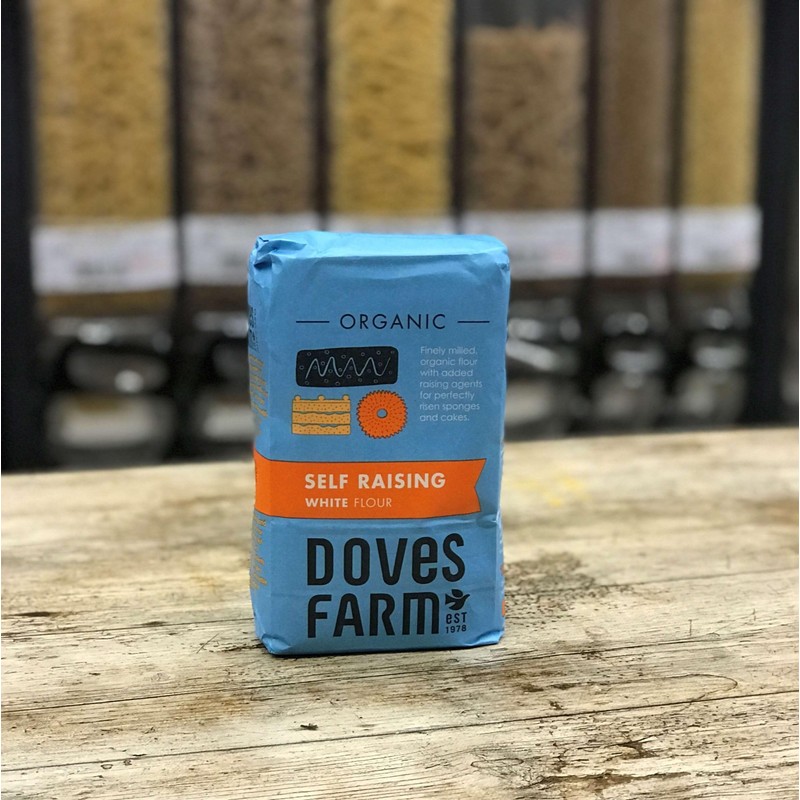 ORGANIC
Finely milled,
organic flour
with added
raising agents
for perfectly
risen sponges
and cakes.
SELF RAISING
WHITE FLOUR
DOVES
FARM
EST
1978